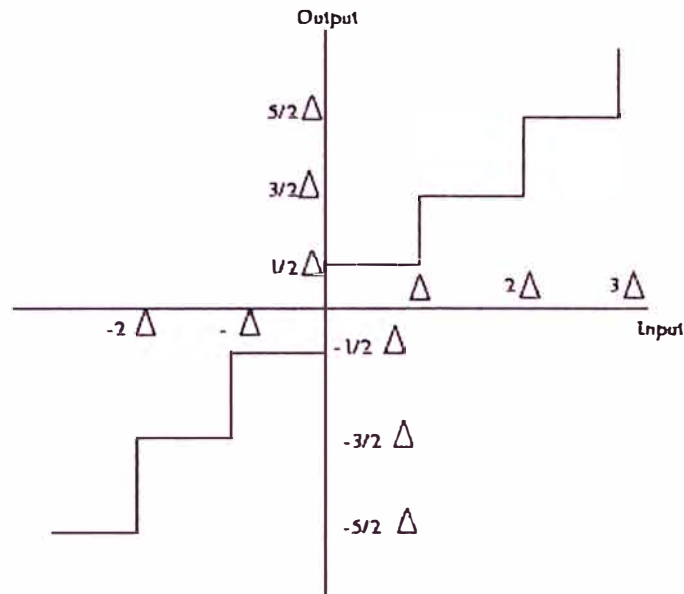 Output
5/2 Δ
3/2 Δ
1/2 Δ
Δ 2 Δ 3 Δ
-2 Δ - Δ
Input
-1/2 Δ
-3/2 Δ
-5/2 Δ